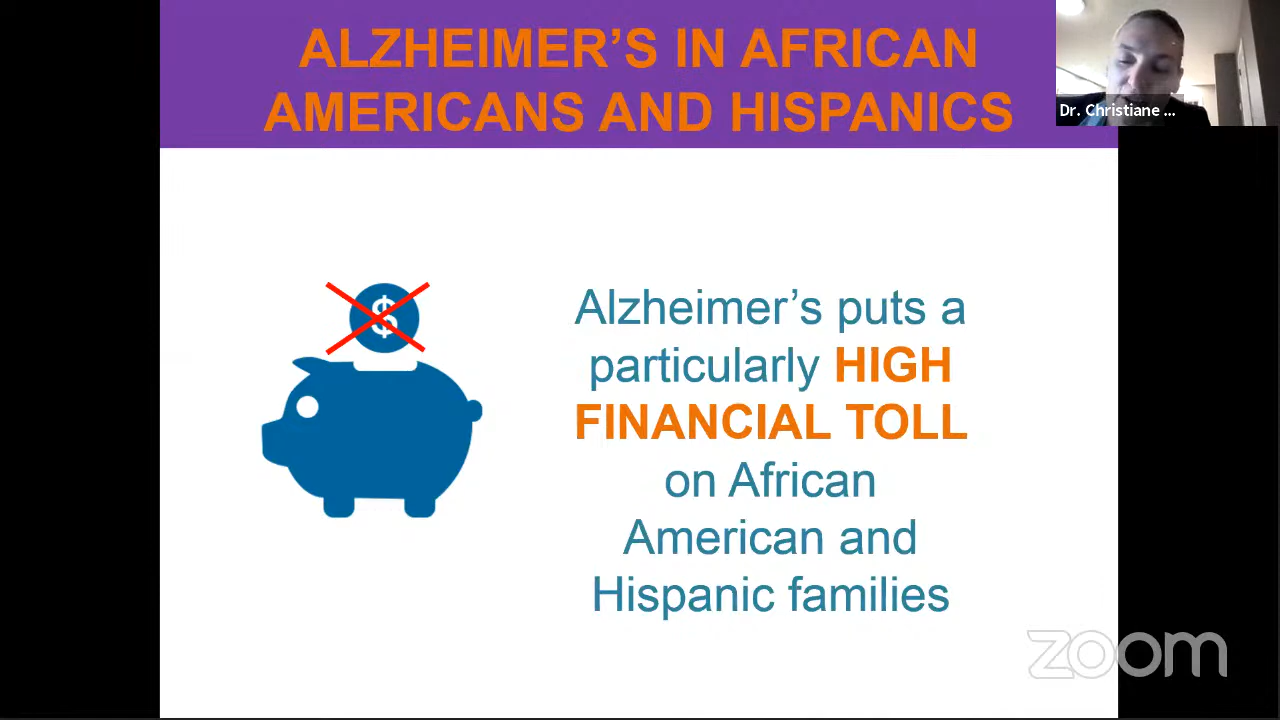 ALZHEIMER'S IN AFRICAN
AMERICANS AND HISPANICS
Dr. Christiane ...
$
Alzheimer's puts a
particularly HIGH
FINANCIAL TOLL
on African
American and
Hispanic families
zoom